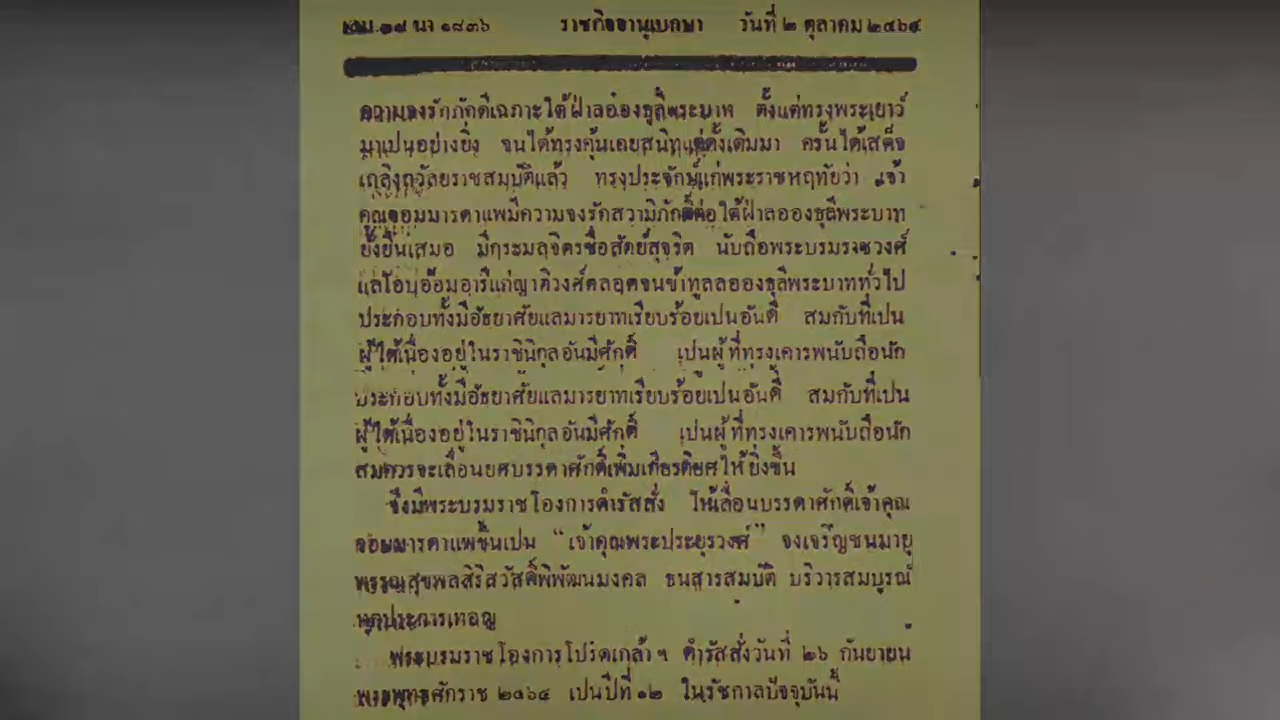 เล่ม ๓๙ น่า ๑๘๓๖ ราชกิจจานุเบกษา วันที่ ๒ ตุลาคม ๒๔๖๔
ความจงรักภักดีเฉภาะใต้ฝ่าลอ๋องธุลีพระบาท ตั้งแต่ทรงพระเยาว์
มาเปนอย่างยิ่ง จนได้ทรงคุ้นเคยสนิทแต่ดั้งเดิมมา ครั้นได้เสด็จ
เถลิงถวัลยราชสมบัติแล้ว ทรงประจักษ์แก่พระราชหฤทัยว่า เจ้า
คุณจอมมารดาแพมีความจงรักสวามิภักดิ์ต่อใต้ฝ่าลอองธุลีพระบาท
ยั่งยืนเสมอ มีกระมลจิตรซื่อสัตย์สุจริต นับถือพระบรมราชวงศ์
แลโอบอ้อมอารีแก่ญาติวงศ์ตลอดจนข้าทูลลอองธุลีพระบาททั่วไป
ประกอบทั้งมีอัธยาศัยแลมารยาทเรียบร้อยเปนอันดี สมกับที่เปน
ผู้ใด้เนื่องอยู่ในราชินิกุลอันมีศักดิ์ เปนผู้ที่ทรงเคารพนับถือนัก
ประกอบทั้งมีอัธยาศัยแลมารยาทเรียบร้อยเปนอันดี สมกับที่เปน
ผู้ใด้เนื่องอยู่ในราชินิกุลอันมีศักดิ์ เปนผู้ที่ทรงเคารพนับถือนัก
สมควรจะเลื่อนยศบรรดาศักดิ์เพิ่มเกียรติยศให้ยิ่งขึ้น
จึงมีพระบรมราชโองการดำรัสสั่ง ให้เลื่อนบรรดาศักดิ์เจ้าคุณ
จอมมารดาแพขึ้นเปน "เจ้าคุณพระประยุรวงศ์" จงเจริญชนมายุ
พรรณสุขพลสิริสวัสดิ์พิพัฒนมงคล ธนสารสมบัติ บริวารสมบูรณ์
ทุกประการเทอญ
พระบรมราชโองการโปรดเกล้าฯ ดำรัสสั่งวันที่ ๒๖ กันยายน
พระพุทธศักราช ๒๔๖๔ เปนปีที่ ๑๒ ในรัชกาลปัจจุบันนี้